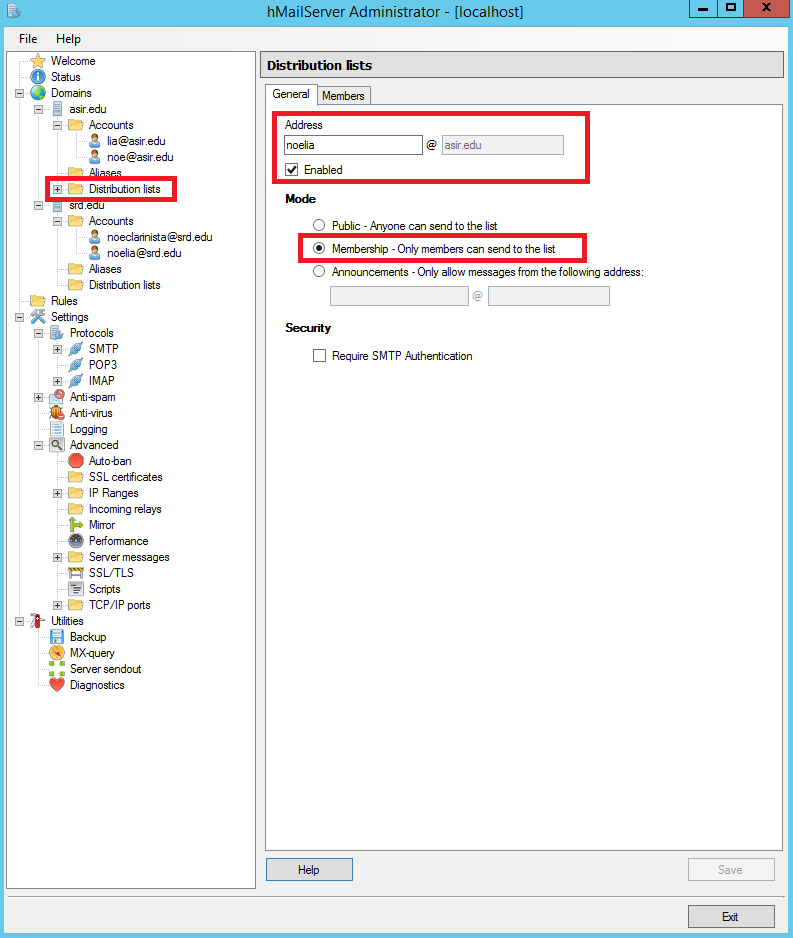 hMailServer Administrator - [localhost]
File Help
Welcome
Status
Domains
asir.edu
Accounts
lia@asir.edu
noe@asir.edu
Aliases
Distribution lists
srd.edu
Accounts
noeclarinista@srd.edu
noelia@srd.edu
Aliases
Distribution lists
Rules
Settings
Protocols
SMTP
POP3
IMAP
Anti-spam
Anti-virus
Logging
Advanced
Auto-ban
SSL certificates
IP Ranges
Incoming relays
Mirror
Performance
Server messages
SSL/TLS
Scripts
TCP/IP ports
Utilities
Backup
MX-query
Server sendout
Diagnostics
Distribution lists
General Members
Address
noelia @ asir.edu
Enabled
Mode
Public - Anyone can send to the list
Membership - Only members can send to the list
Announcements - Only allow messages from the following address:
@
Security
Require SMTP Authentication
Help Save
Exit